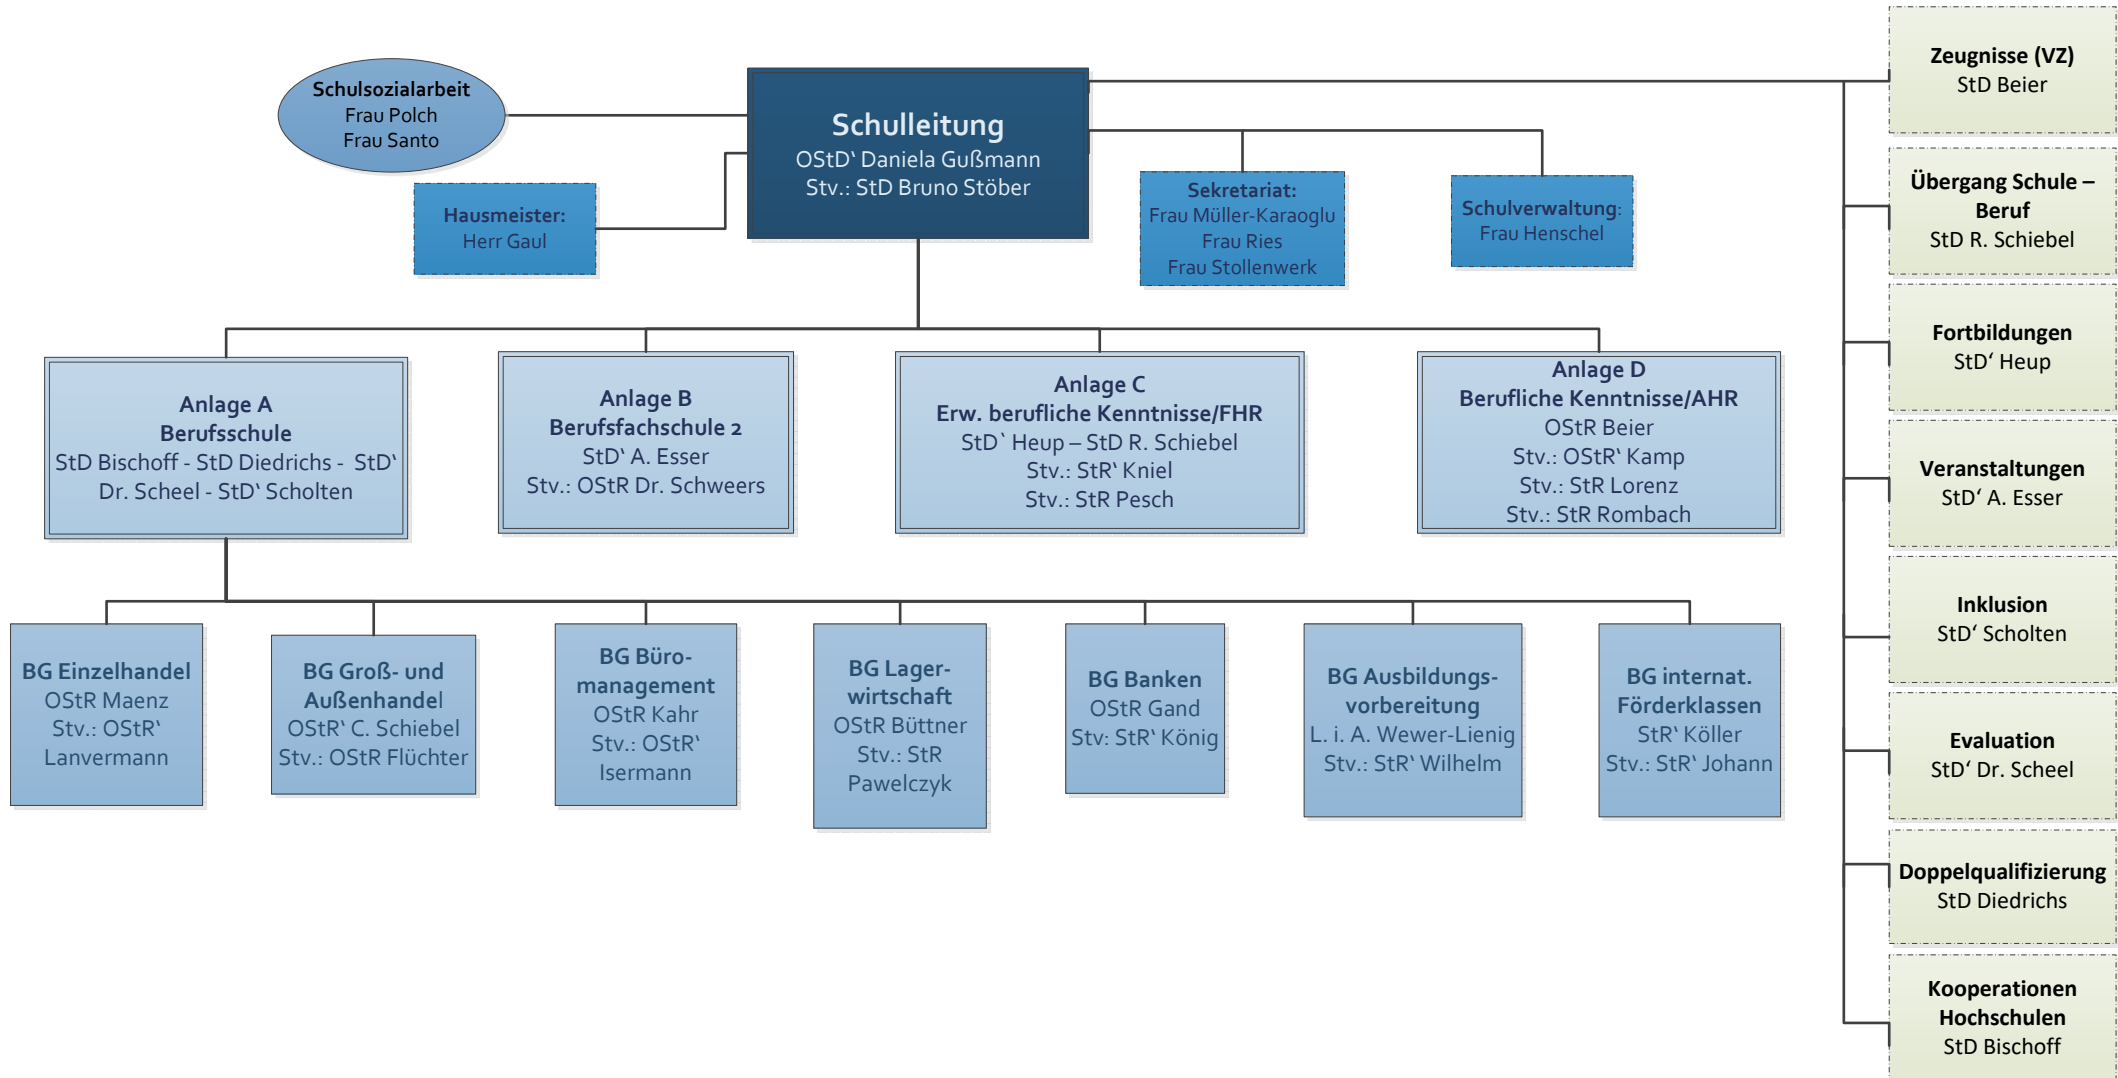 Schulsozialarbeit
Frau Polch
Frau Santo
Schulleitung
OStD‘ Daniela Gußmann
Stv.: StD Bruno Stöber
Hausmeister:
Herr Gaul
Sekretariat:
Frau Müller-Karaoglu
Frau Ries
Frau Stollenwerk
Schulverwaltung:
Frau Henschel
Anlage A
Berufsschule
StD Bischoff - StD Diedrichs - StD‘
Dr. Scheel - StD‘ Scholten
Anlage B
Berufsfachschule 2
StD‘ A. Esser
Stv.: OStR Dr. Schweers
Anlage C
Erw. berufliche Kenntnisse/FHR
StD` Heup – StD R. Schiebel
Stv.: StR‘ Kniel
Stv.: StR Pesch
Anlage D
Berufliche Kenntnisse/AHR
OStR Beier
Stv.: OStR‘ Kamp
Stv.: StR Lorenz
Stv.: StR Rombach
BG Einzelhandel
OStR Maenz
Stv.: OStR‘
Lanvermann
BG Groß- und
Außenhandel
OStR‘ C. Schiebel
Stv.: OStR Flüchter
BG Büro-
management
OStR Kahr
Stv.: OStR‘
Isermann
BG Lager-
wirtschaft
OStR Büttner
Stv.: StR
Pawelczyk
BG Banken
OStR Gand
Stv: StR‘ König
BG Ausbildungs-
vorbereitung
L. i. A. Wewer-Lienig
Stv.: StR‘ Wilhelm
BG internat.
Förderklassen
StR‘ Köller
Stv.: StR‘ Johann
Zeugnisse (VZ)
StD Beier
Übergang Schule –
Beruf
StD R. Schiebel
Fortbildungen
StD‘ Heup
Veranstaltungen
StD‘ A. Esser
Inklusion
StD‘ Scholten
Evaluation
StD‘ Dr. Scheel
Doppelqualifizierung
StD Diedrichs
Kooperationen
Hochschulen
StD Bischoff